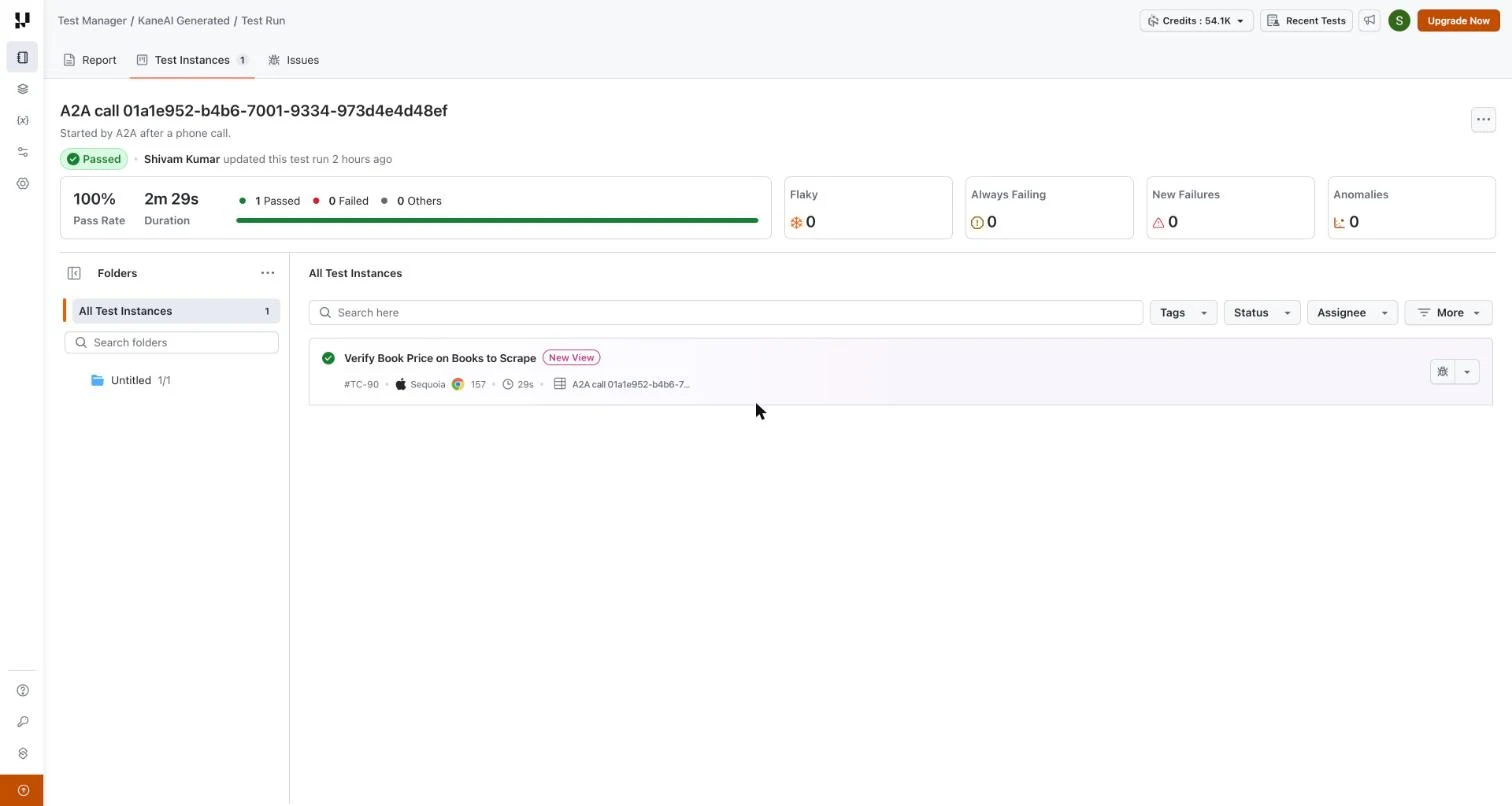 Test Manager / KaneAI Generated / Test Run
Credits : 54.1K
Recent Tests
S
Upgrade Now
Report
Test Instances 1
Issues
A2A call 01a1e952-b4b6-7001-9334-973d4e4d48ef
Started by A2A after a phone call.
Passed
Shivam Kumar updated this test run 2 hours ago
100%
Pass Rate
2m 29s
Duration
1 Passed
0 Failed
0 Others
Flaky
0
Always Failing
0
New Failures
0
Anomalies
0
Folders
All Test Instances 1
Search folders
Untitled 1/1
All Test Instances
Search here
Tags
Status
Assignee
More
Verify Book Price on Books to Scrape New View
#TC-90 Sequoia 157 29s A2A call 01a1e952-b4b6-7...